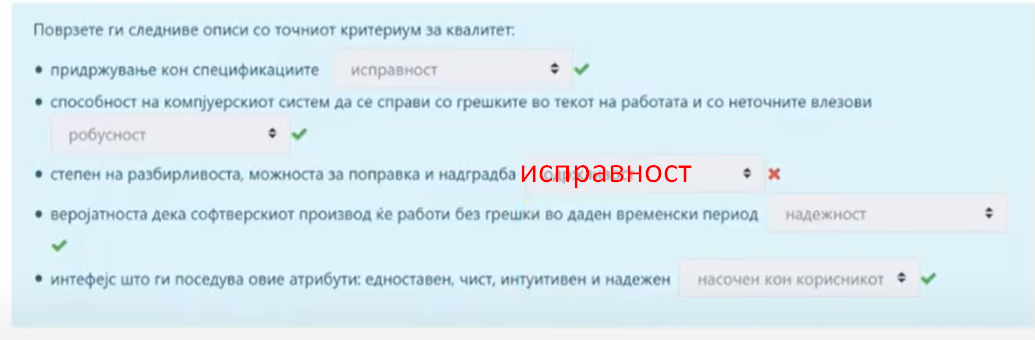 Поврзете ги следниве описи со точниот критериум за квалитет:
придржување кон спецификациите исправност
способност на компјуерскиот систем да се справи со грешките во текот на работата и со неточните влезови
робусност
степен на разбирливоста, можноста за поправка и надградба исправност
веројатноста дека софтверскиот производ ќе работи без грешки во даден временски период надежност
интефејс што ги поседува овие атрибути: едноставен, чист, интуитивен и надежен насочен кон корисникот